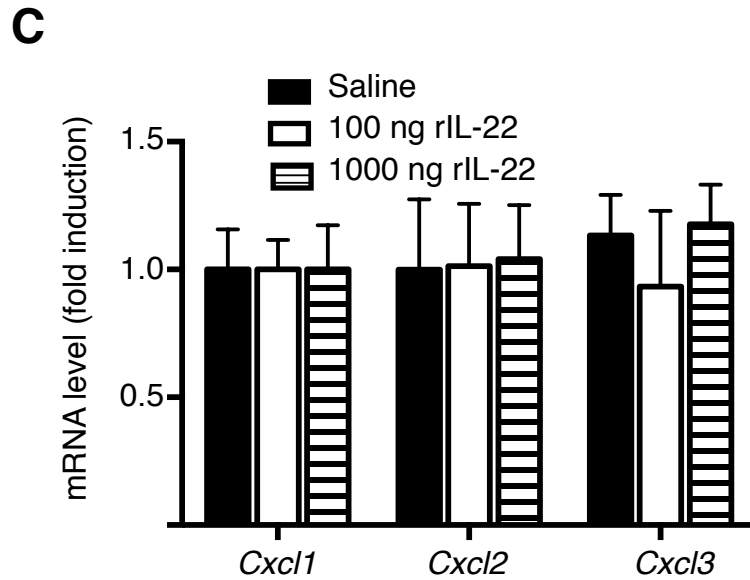 C
Saline
100 ng rIL-22
1000 ng rIL-22
mRNA level (fold induction)
1.5
1.0
0.5
Cxcl1 Cxcl2 Cxcl3